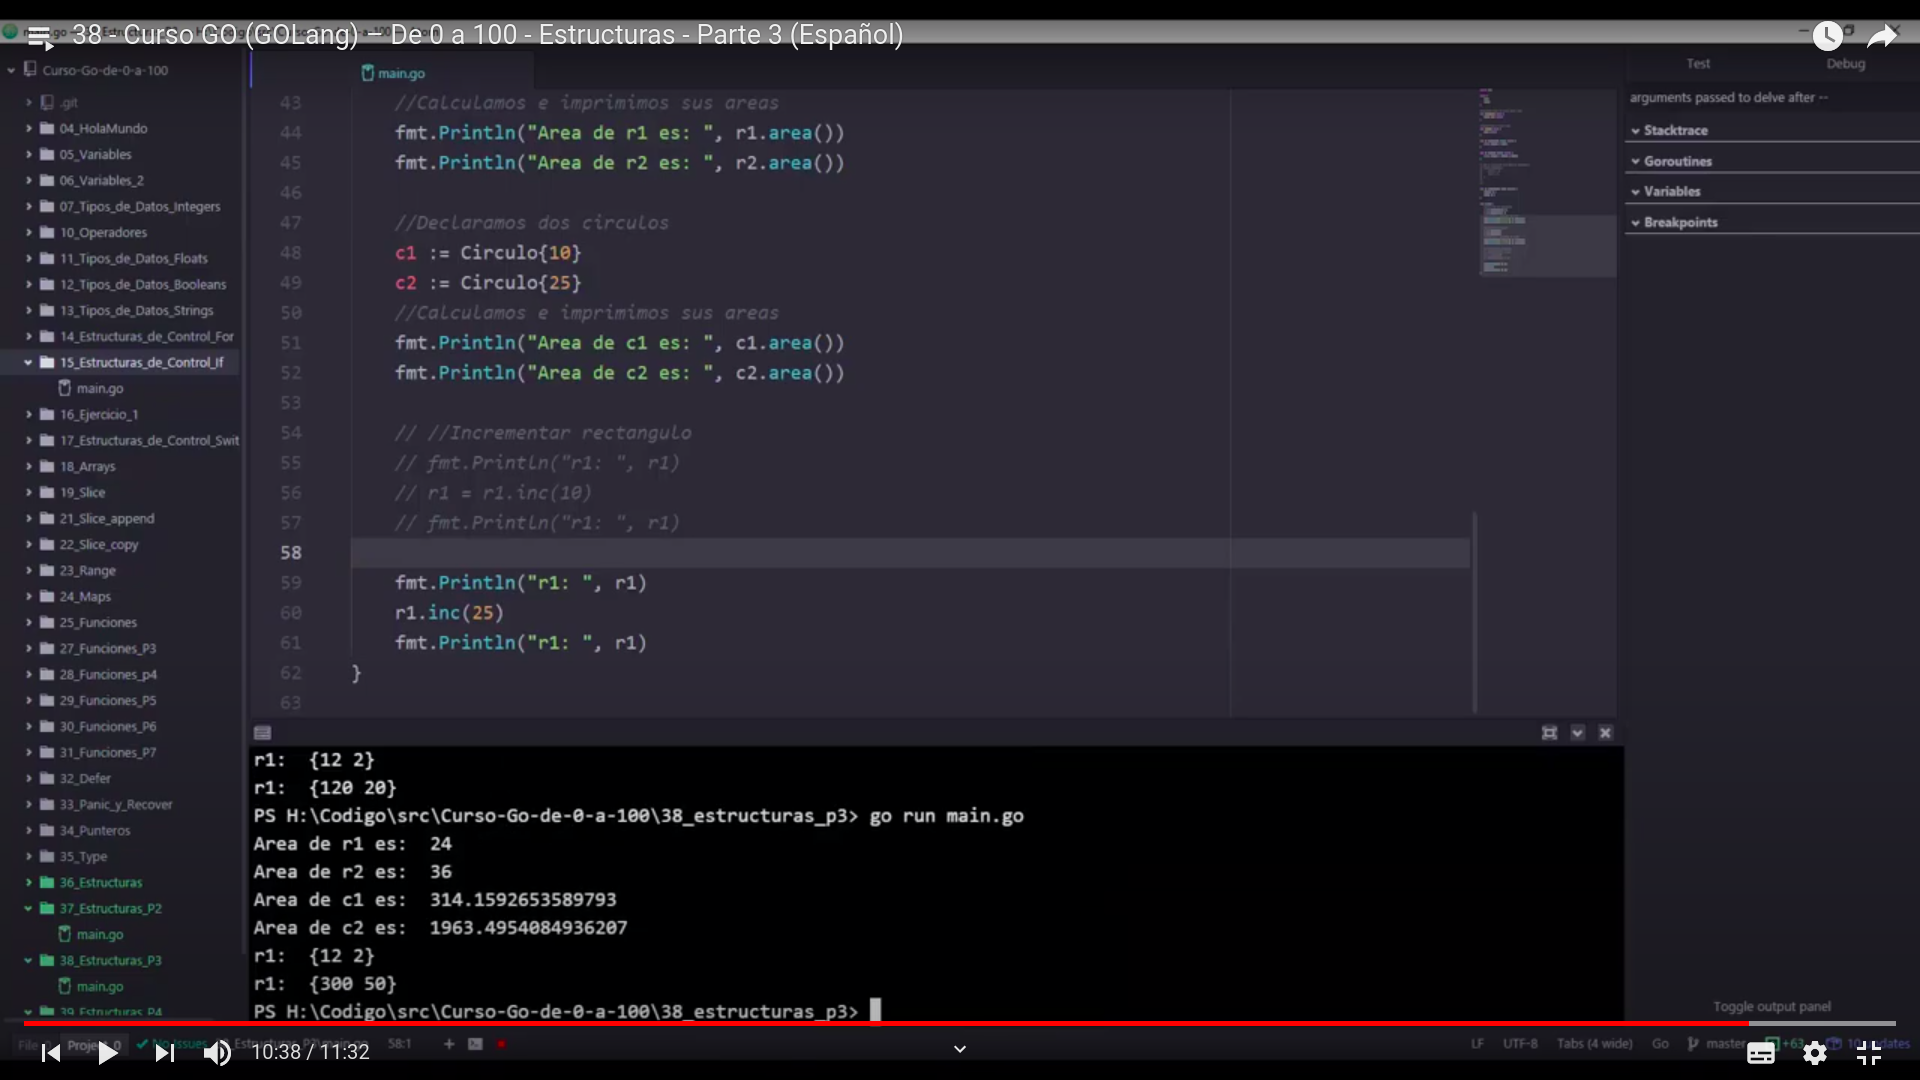 38 - Curso GO (GOLang) – De 0 a 100 - Estructuras - Parte 3 (Español)
Curso-Go-de-0-a-100
.git
04_HolaMundo
05_Variables
06_Variables_2
07_Tipos_de_Datos_Integers
10_Operadores
11_Tipos_de_Datos_Floats
12_Tipos_de_Datos_Booleans
13_Tipos_de_Datos_Strings
14_Estructuras_de_Control_For
15_Estructuras_de_Control_If
main.go
16_Ejercicio_1
17_Estructuras_de_Control_Swit
18_Arrays
19_Slice
21_Slice_append
22_Slice_copy
23_Range
24_Maps
25_Funciones
27_Funciones_P3
28_Funciones_p4
29_Funciones_P5
30_Funciones_P6
31_Funciones_P7
32_Defer
33_Panic_y_Recover
34_Punteros
35_Type
36_Estructuras
37_Estructuras_P2
main.go
38_Estructuras_P3
main.go
39_Estructuras_P4
main.go
43 //Calculamos e imprimimos sus areas
44 fmt.Println("Area de r1 es: ", r1.area())
45 fmt.Println("Area de r2 es: ", r2.area())
46
47 //Declaramos dos circulos
48 c1 := Circulo{10}
49 c2 := Circulo{25}
50 //Calculamos e imprimimos sus areas
51 fmt.Println("Area de c1 es: ", c1.area())
52 fmt.Println("Area de c2 es: ", c2.area())
53
54 // //Incrementar rectangulo
55 // fmt.Println("r1: ", r1)
56 // r1 = r1.inc(10)
57 // fmt.Println("r1: ", r1)
58
59 fmt.Println("r1: ", r1)
60 r1.inc(25)
61 fmt.Println("r1: ", r1)
62 }
63
Test Debug
arguments passed to delve after --
Stacktrace
Goroutines
Variables
Breakpoints
r1:  {12 2}
r1:  {120 20}
PS H:\Codigo\src\Curso-Go-de-0-a-100\38_estructuras_p3> go run main.go
Area de r1 es:  24
Area de r2 es:  36
Area de c1 es:  314.1592653589793
Area de c2 es:  1963.4954084936207
r1:  {12 2}
r1:  {300 50}
PS H:\Codigo\src\Curso-Go-de-0-a-100\38_estructuras_p3>
Toggle output panel
File 0 Project 0 No Issues 58:1 LF UTF-8 Tabs (4 wide) Go master +63
10:38 / 11:32